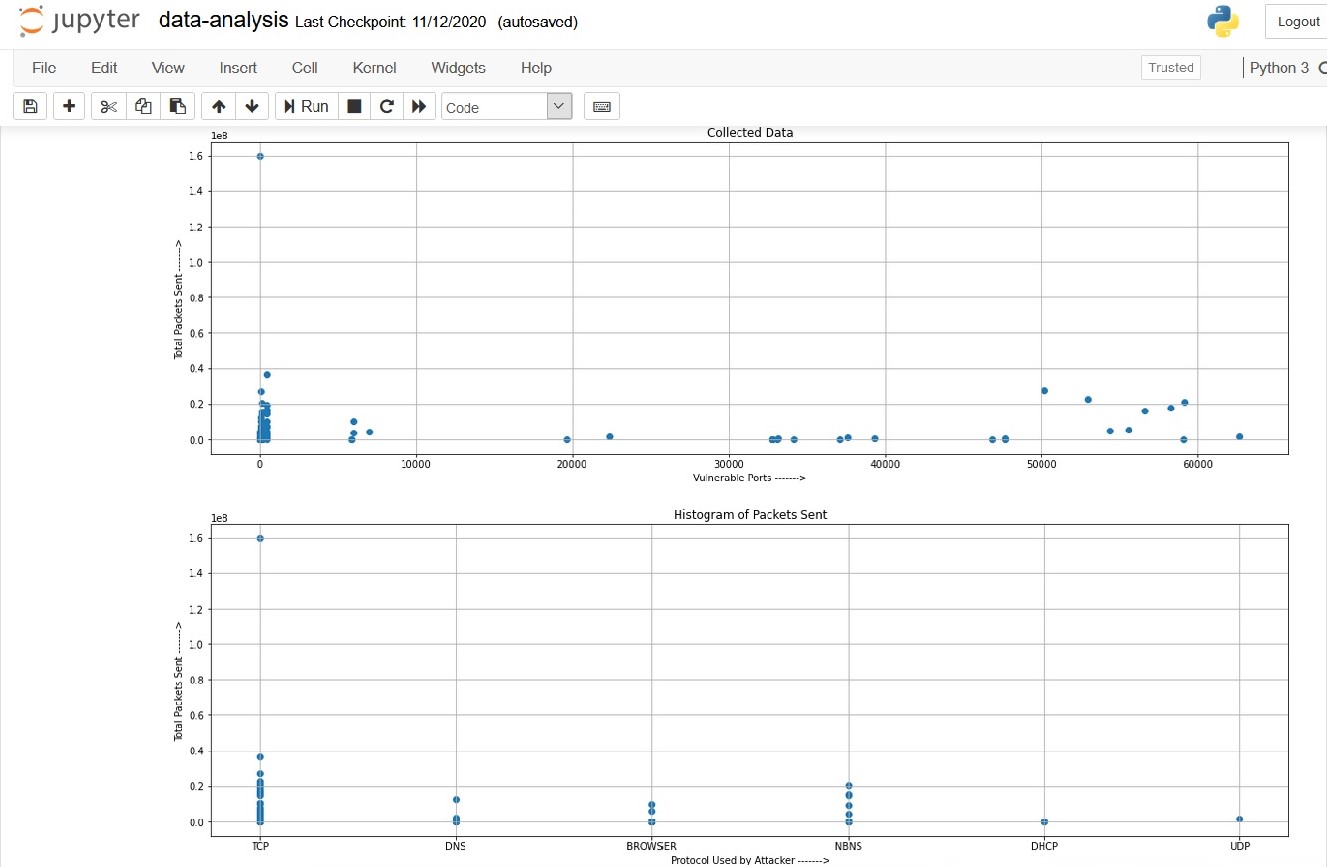 jupyter data-analysis Last Checkpoint: 11/12/2020 (autosaved) Logout
File Edit View Insert Cell Kernel Widgets Help Trusted Python 3
Run Code
Collected Data
1e8
1.6
1.4
1.2
1.0
0.8
0.6
0.4
0.2
0.0
Total Packets Sent ------->
0 10000 20000 30000 40000 50000 60000
Vulnerable Ports ------->
Histogram of Packets Sent
1e8
1.6
1.4
1.2
1.0
0.8
0.6
0.4
0.2
0.0
Total Packets Sent ------->
TCP DNS BROWSER NBNS DHCP UDP
Protocol Used by Attacker ------->